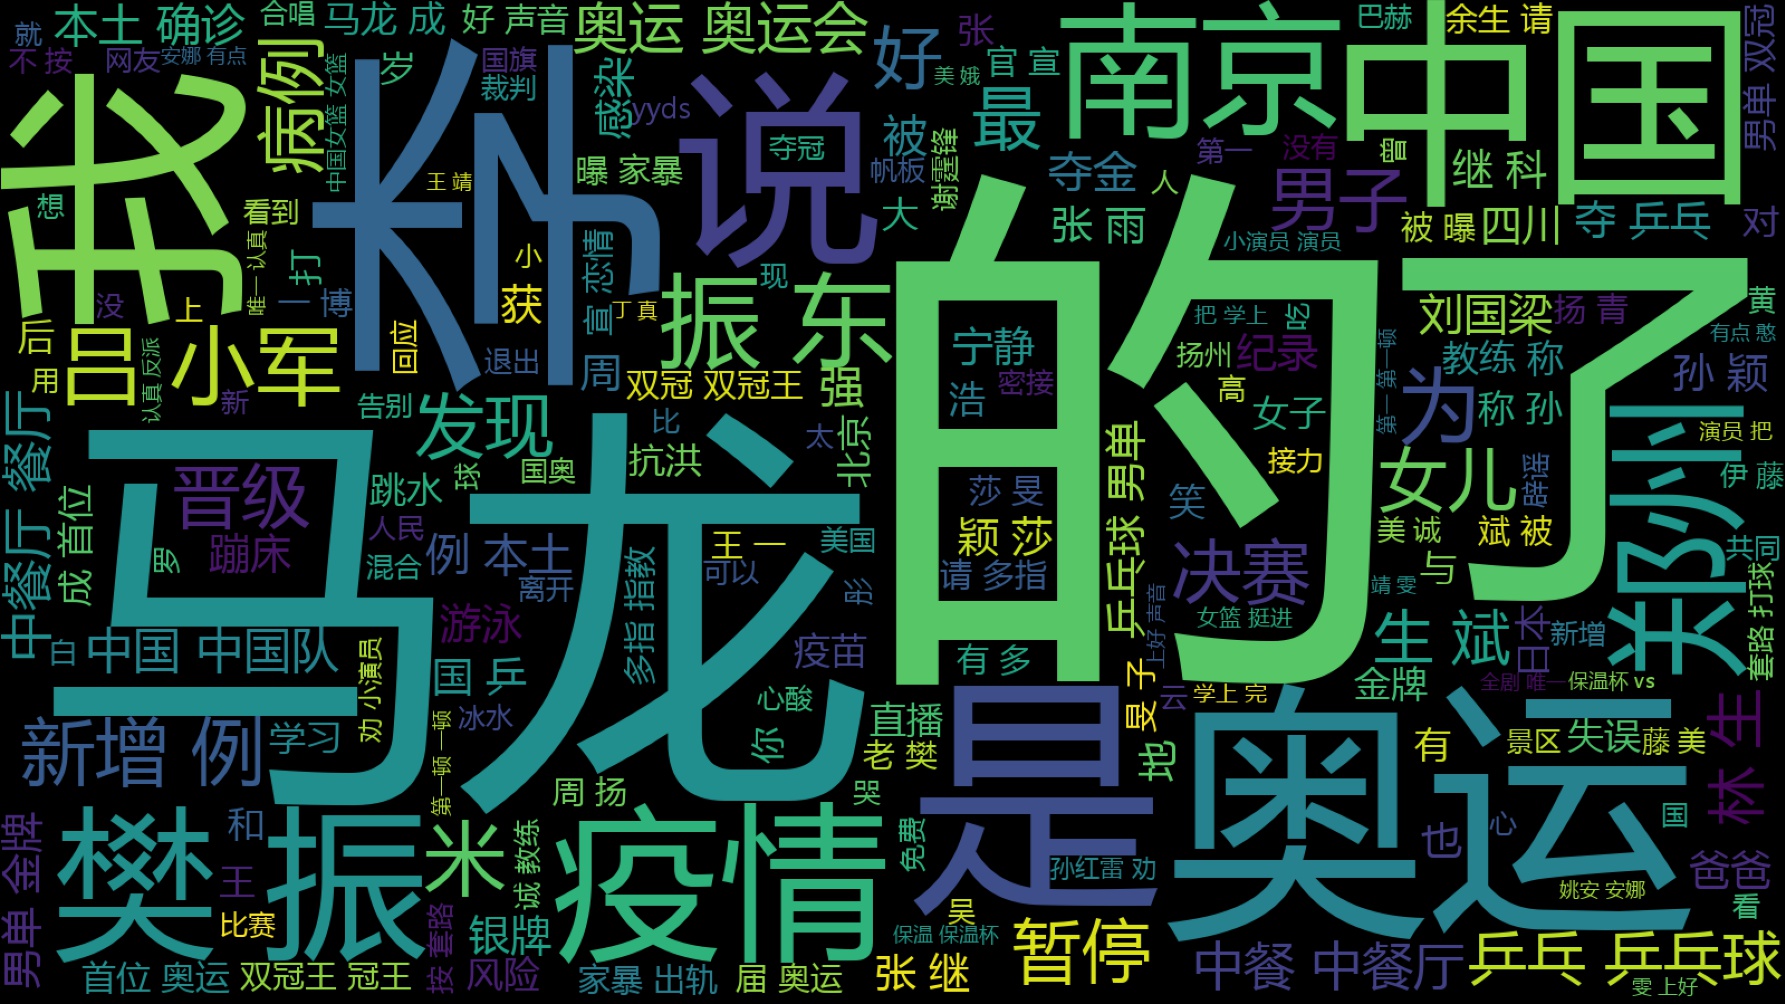 就
本土 确诊
合唱
马龙 成
好 声音
奥运 奥运会
好
张
南京
巴赫
余生 请
中国
双冠
男单
不 按
网友
安娜 有点
我
病例
中国女篮 女篮
岁
国旗
裁判
感染
yyds
说
夺冠
美 娥
官 宣
最
被
帆板
谢霆锋
第一
没有
曾
继 科
曝 家暴
夺金
人
男子
大
张 雨
小演员 演员
被 曝
四川
夺 乒乓
对
想
看到
王 靖
在
唯一 认真
打
小
宣 恋情
现
的
了
没
上
一 博
获
丁 真
振 东
把 学上
刘国梁
扬 青
黄
后
吕 小军
认真 反派
回应
退出
周
宁静
扬州
纪录
教练 称
有点 憨
用
新
双冠 双冠王
强
浩
密接
高
第一 第一顿
为
称 孙
孙 颖
告别
发现
比
太
北京
女子
郑州
演员 把
中餐厅 餐厅
马龙
晋级
跳水
球
国奥
抗洪
乒乓球 男单
接力
女儿
辟谣
伊 藤
成 首位
蹦床
罗
人民
混合
例 本土
离开
多指 指教
王 一
可以
美国
彤
莎 旻
颖 莎
请 多指
笑
决赛
美 诚
斌 被
与
共同
靖 雯
套路 打球
白
中国 中国队
游泳
国 乒
疫苗
有 多
上好 声音
女篮 挺进
生 斌
日本
新增
劝 小演员
心酸
你
旻 子
云
学上 完
金牌
全剧 唯一
保温杯 vs
新增 例
学习
第一顿 一顿
冰水
直播
老 樊
是
地
奥运
有
景区
失误
藤 美
林 生
周 扬
哭
和
樊 振
米
诚 教练
疫情
免费
孙红雷 劝
也
心
国
爸爸
男单 金牌
王
比赛
吴
姚安 安娜
看
按 套路
银牌
保温 保温杯
暂停
雯 上好
首位 奥运
双冠王 冠王
风险
家暴 出轨
届 奥运
张 继
中餐 中餐厅
乒乓 乒乓球